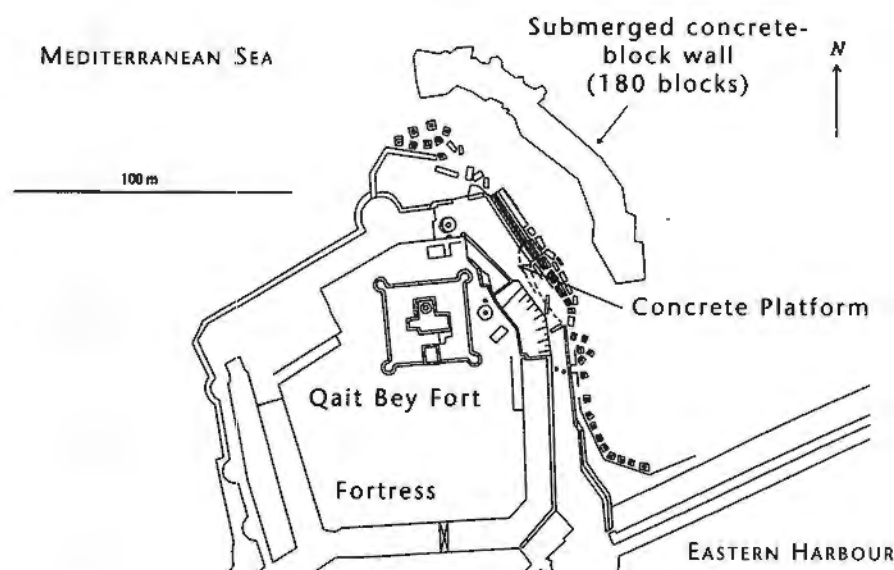 MEDITERRANEAN SEA
Submerged concrete-
block wall
(180 blocks)
N
100 m
Concrete Platform
Qait Bey Fort
Fortress
EASTERN HARBOUR